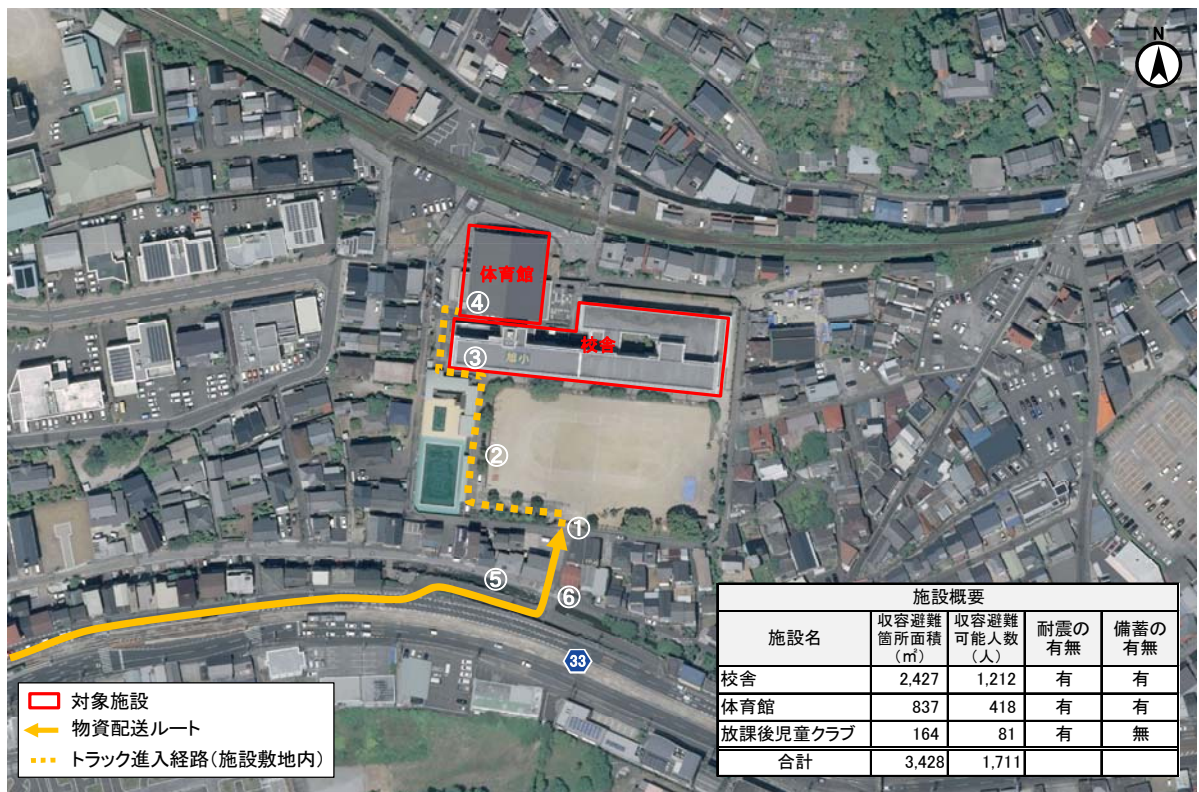 N
体育館
④
校舎
③
旭小
②
①
⑤
⑥
33
対象施設
物資配送ルート
トラック進入経路(施設敷地内)
施設概要
施設名 収容避難箇所面積(㎡) 収容避難可能人数(人) 耐震の有無 備蓄の有無
校舎 2,427 1,212 有 有
体育館 837 418 有 有
放課後児童クラブ 164 81 有 無
合計 3,428 1,711